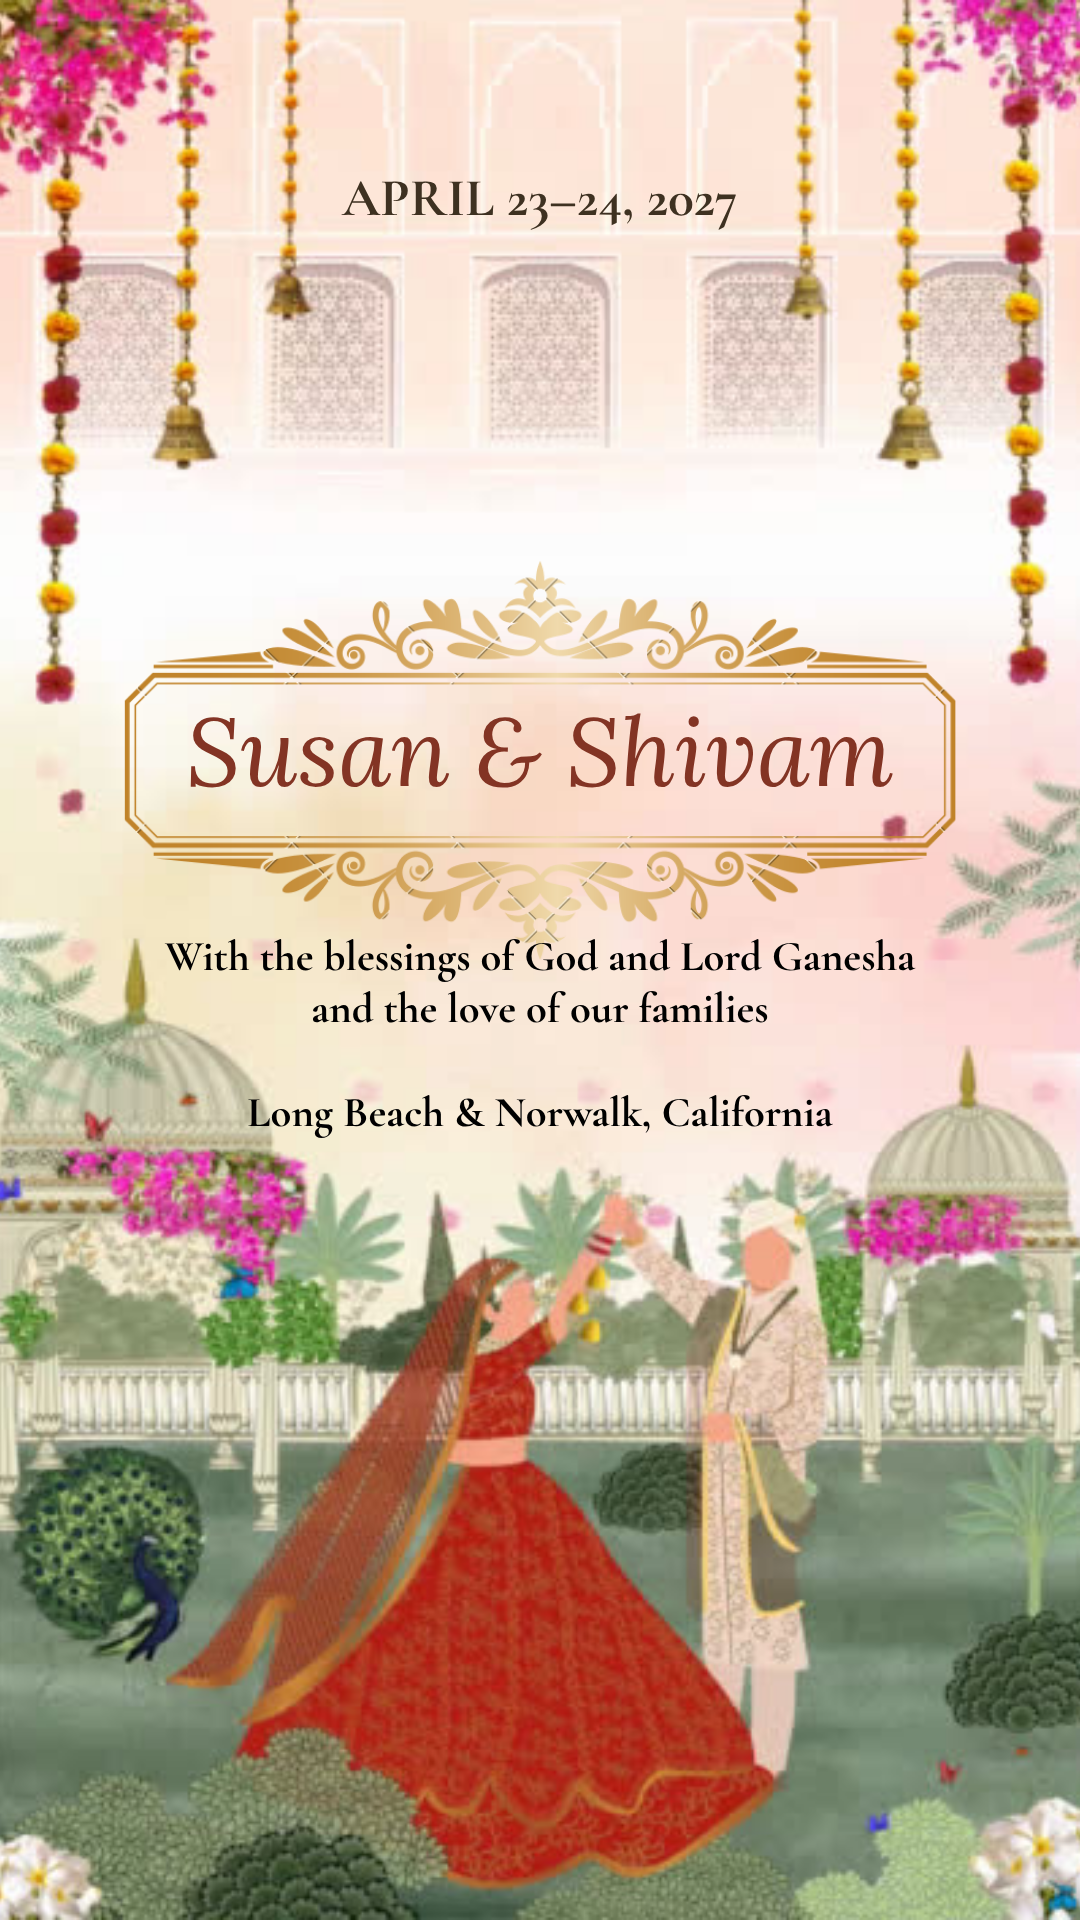 APRIL 23–24, 2027
Susan & Shivam
With the blessings of God and Lord Ganesha
and the love of our families
Long Beach & Norwalk, California